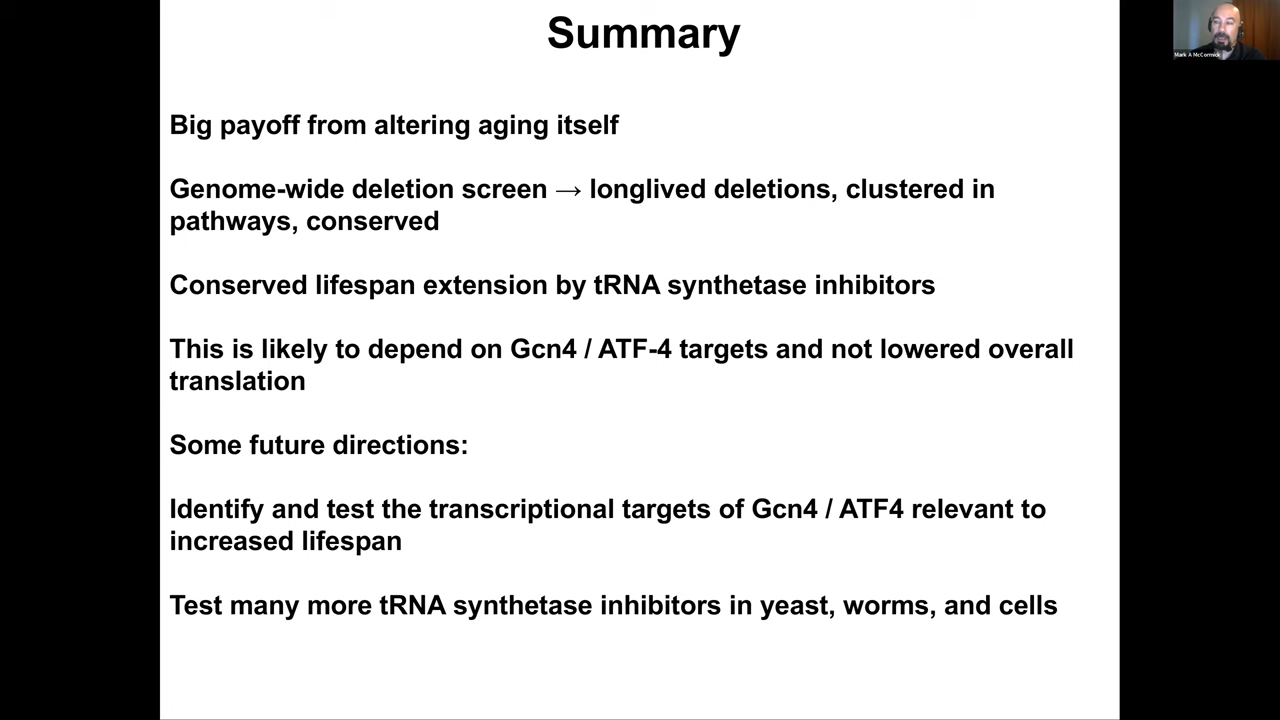 Summary
Mark A McCormick
Big payoff from altering aging itself
Genome-wide deletion screen → longlived deletions, clustered in
pathways, conserved
Conserved lifespan extension by tRNA synthetase inhibitors
This is likely to depend on Gcn4 / ATF-4 targets and not lowered overall
translation
Some future directions:
Identify and test the transcriptional targets of Gcn4 / ATF4 relevant to
increased lifespan
Test many more tRNA synthetase inhibitors in yeast, worms, and cells